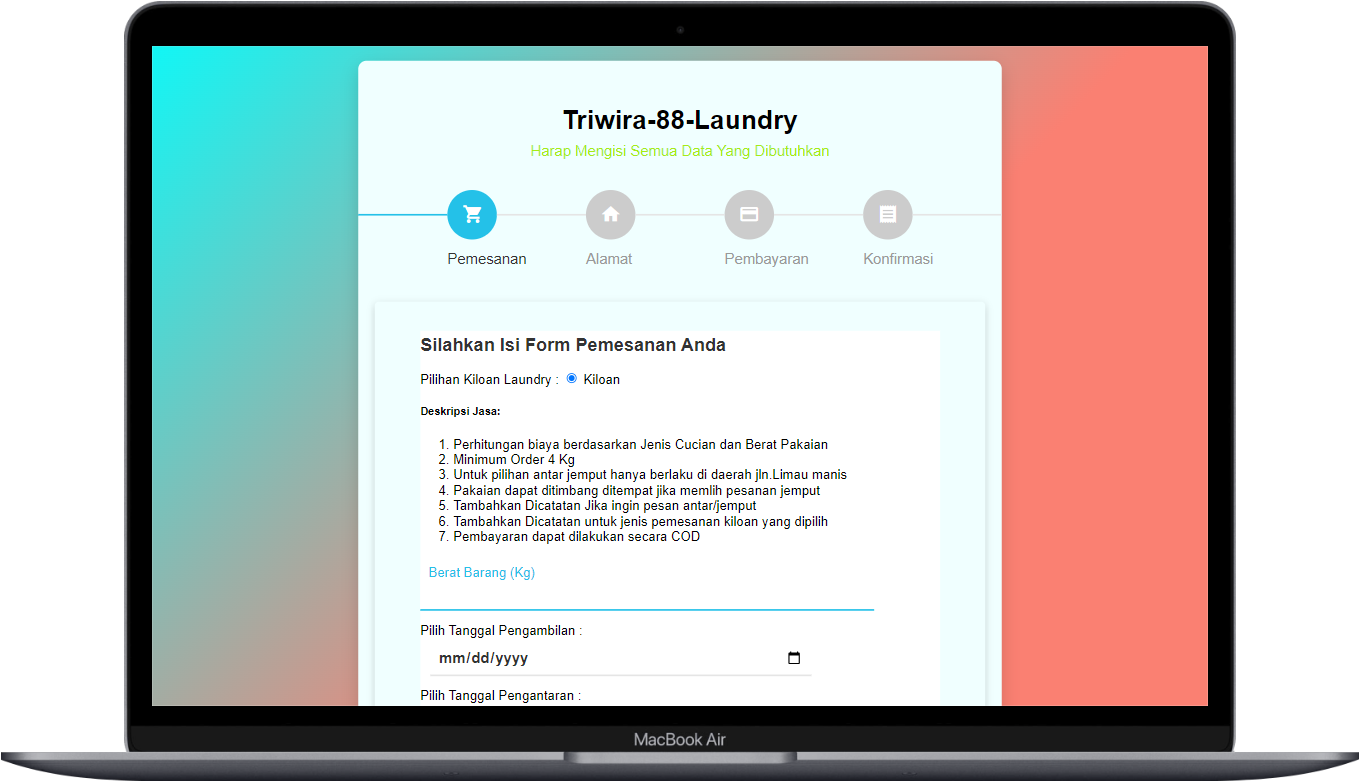 Triwira-88-Laundry
Harap Mengisi Semua Data Yang Dibutuhkan
Pemesanan
Alamat
Pembayaran
Konfirmasi
Silahkan Isi Form Pemesanan Anda
Pilihan Kiloan Laundry : Kiloan
Deskripsi Jasa:
1. Perhitungan biaya berdasarkan Jenis Cucian dan Berat Pakaian
2. Minimum Order 4 Kg
3. Untuk pilihan antar jemput hanya berlaku di daerah jln.Limau manis
4. Pakaian dapat ditimbang ditempat jika memlih pesanan jemput
5. Tambahkan Dicatatan Jika ingin pesan antar/jemput
6. Tambahkan Dicatatan untuk jenis pemesanan kiloan yang dipilih
7. Pembayaran dapat dilakukan secara COD
Berat Barang (Kg)
Pilih Tanggal Pengambilan :
mm/dd/yyyy
Pilih Tanggal Pengantaran :
MacBook Air